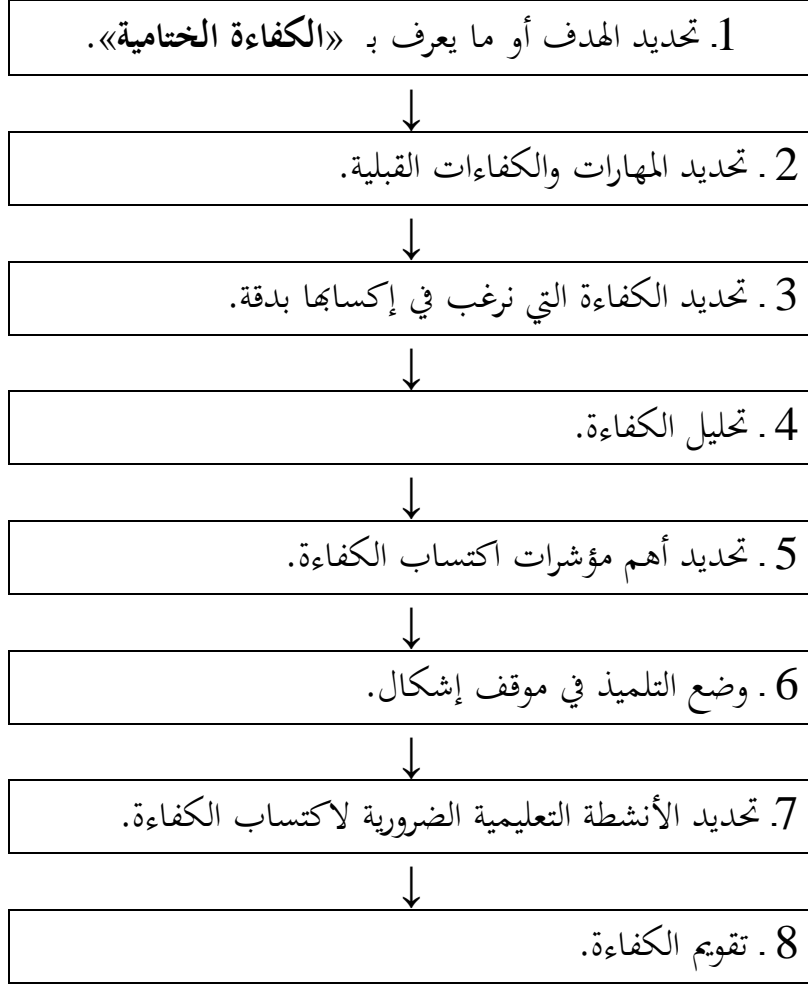 1. تحديد الهدف أو ما يعرف بـ «الكفاءة الختامية».
↓
2 . تحديد المهارات والكفاءات القبلية.
↓
3 . تحديد الكفاءة التي نرغب في إكسابها بدقة.
↓
4 . تحليل الكفاءة.
↓
5 . تحديد أهم مؤشرات اكتساب الكفاءة.
↓
6 . وضع التلميذ في موقف إشكال.
↓
7. تحديد الأنشطة التعليمية الضرورية لاكتساب الكفاءة.
↓
8 . تقويم الكفاءة.